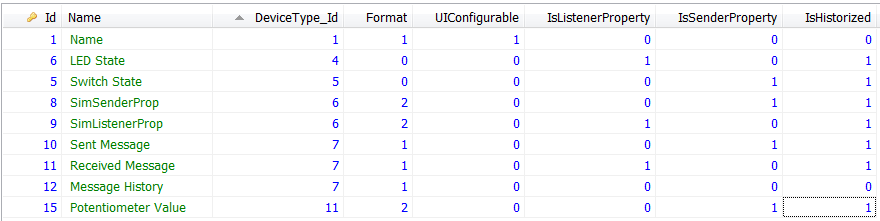 Id Name DeviceType_Id Format UIConfigurable IsListenerProperty IsSenderProperty IsHistorized
1 Name 1 1 1 0 0 0
6 LED State 4 0 0 1 0 1
5 Switch State 5 0 0 0 1 1
8 SimSenderProp 6 2 0 0 1 1
9 SimListenerProp 6 2 0 1 0 1
10 Sent Message 7 1 0 0 1 1
11 Received Message 7 1 0 1 0 1
12 Message History 7 1 0 0 0 0
15 Potentiometer Value 11 2 0 0 1 1